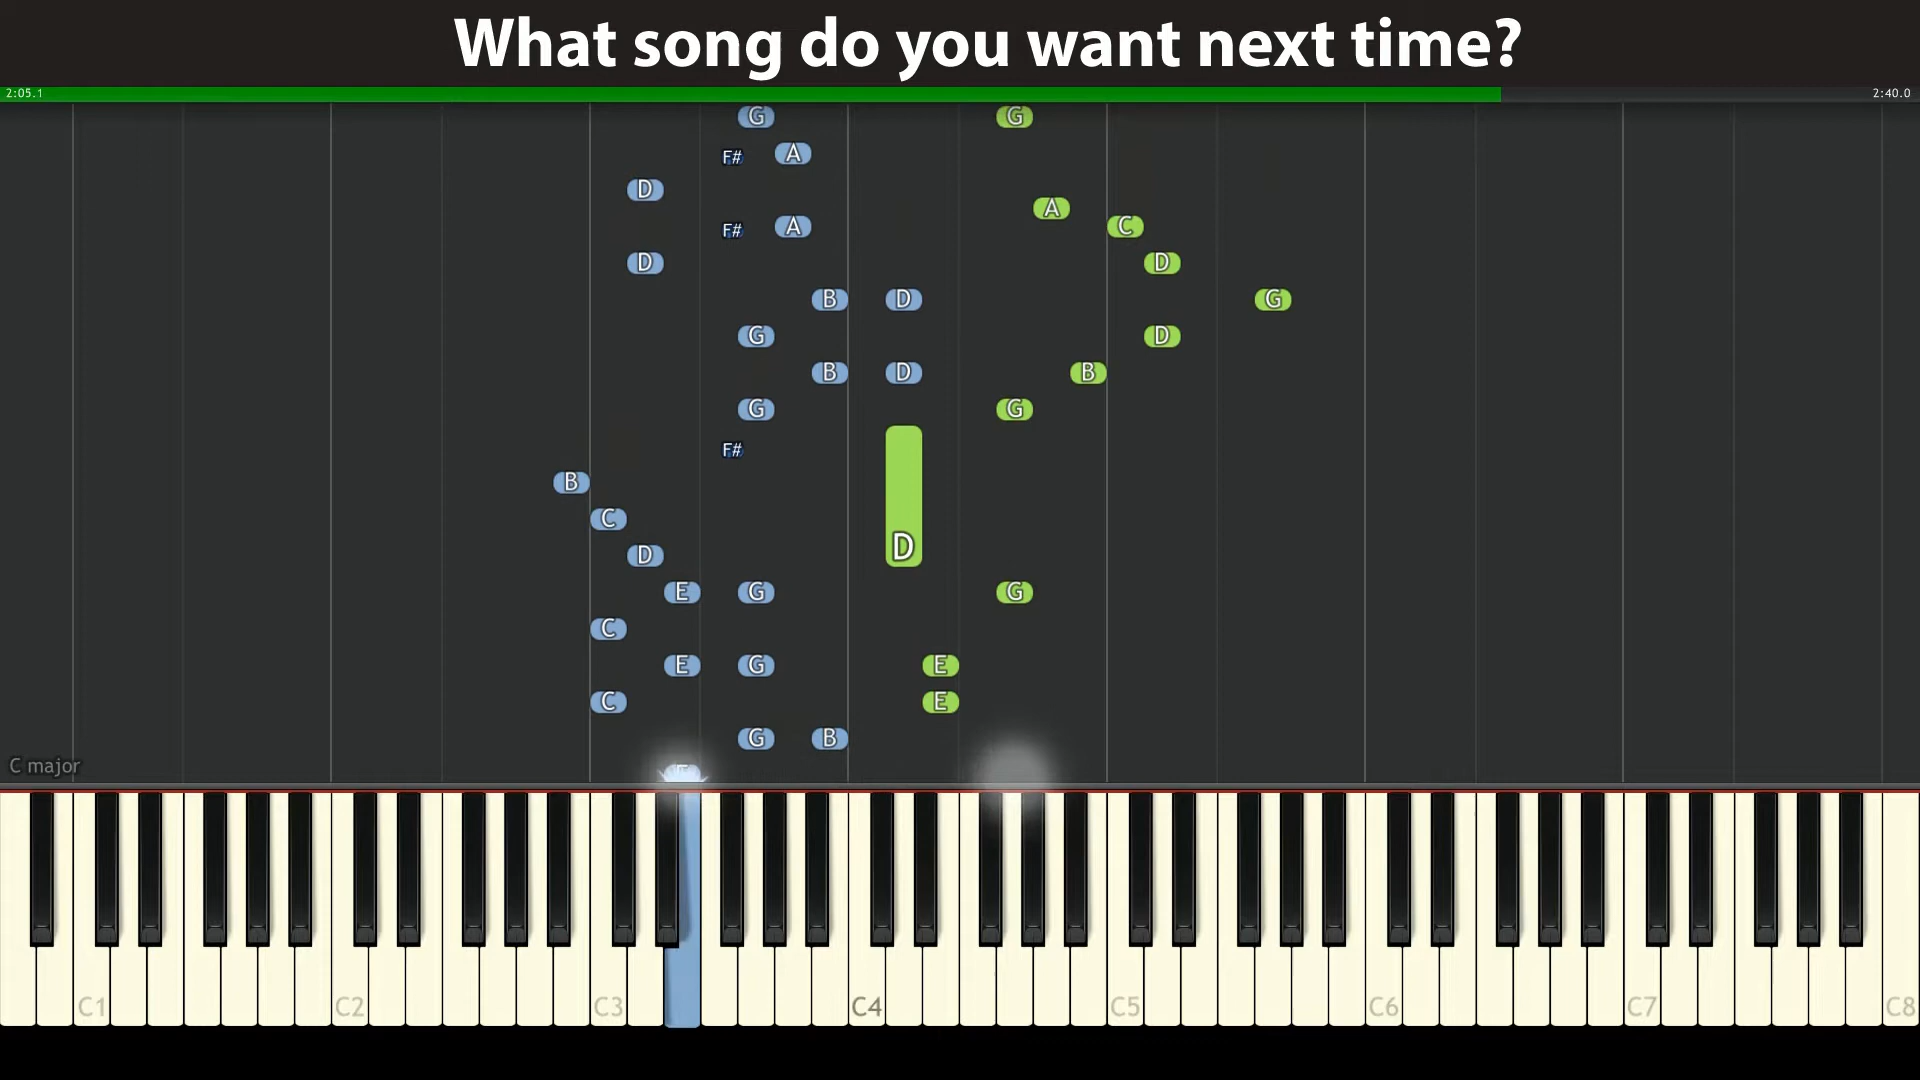 What song do you want next time?
2:05.1 2:40.0
G G
F# A
D
A
F# A C
D D
B D G
G D
B D B
G G
F#
B
C
D D
E G G
C
E G E
C E
G B
C major
C1 C2 C3 C4 C5 C6 C7 C8